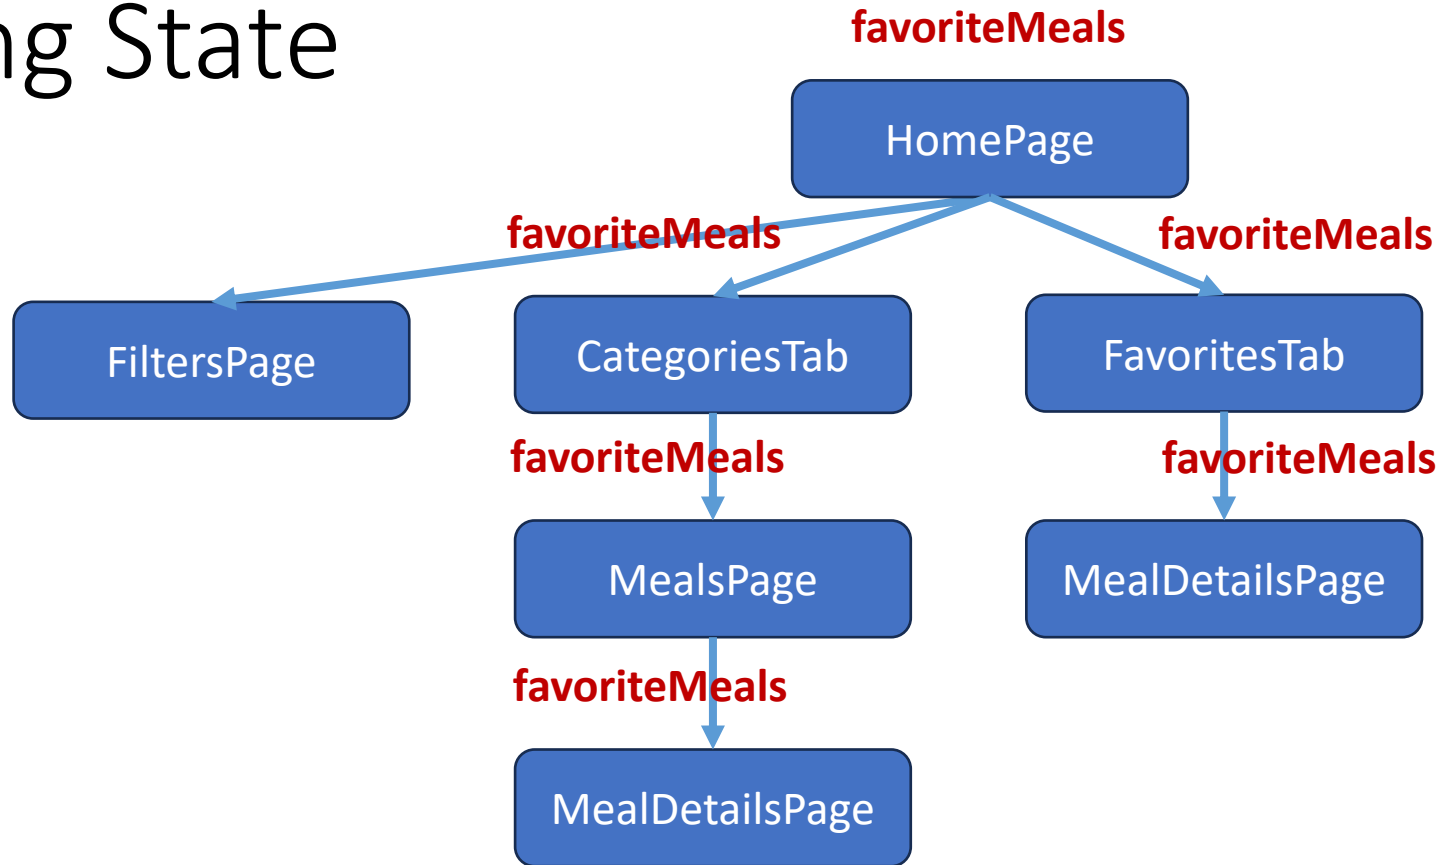 ng State
favoriteMeals
HomePage
favoriteMeals
favoriteMeals
FiltersPage
CategoriesTab
FavoritesTab
favoriteMeals
favoriteMeals
MealsPage
MealDetailsPage
favoriteMeals
MealDetailsPage